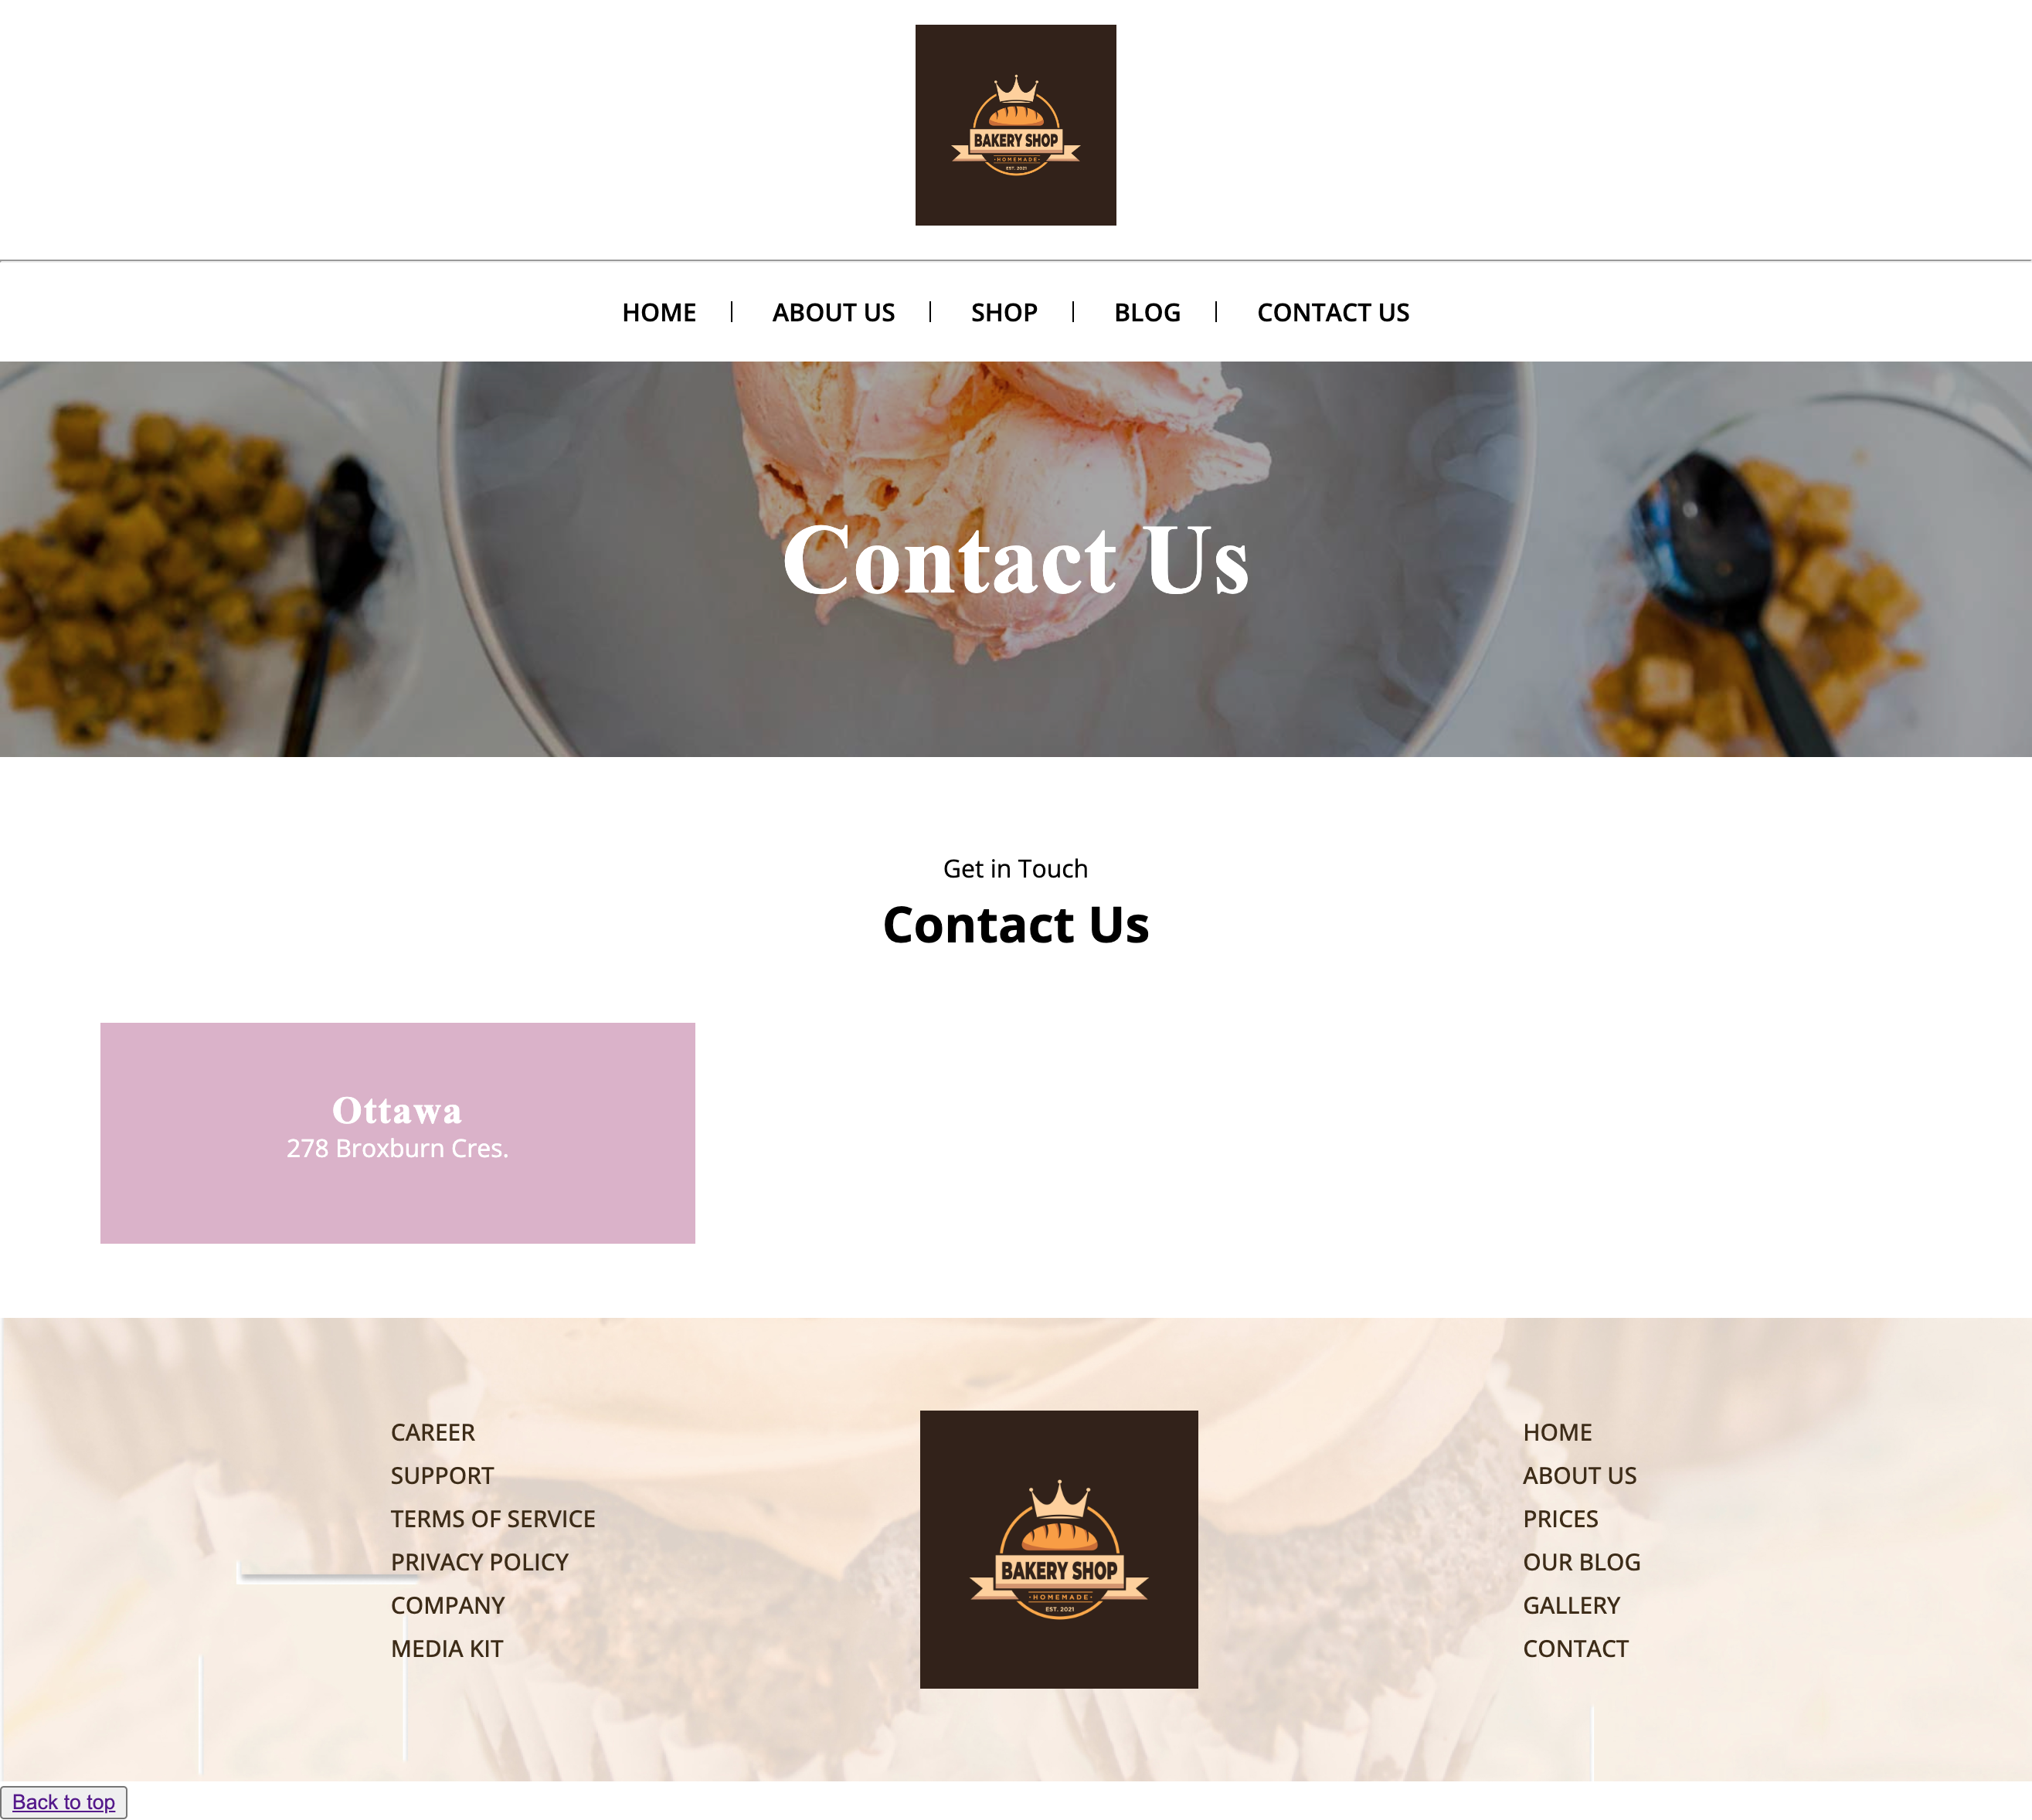 BAKERY SHOP
HOMEMADE
EST. 2021
HOME
ABOUT US
SHOP
BLOG
CONTACT US
Contact Us
Get in Touch
Contact Us
Ottawa
278 Broxburn Cres.
CAREER
SUPPORT
TERMS OF SERVICE
PRIVACY POLICY
COMPANY
MEDIA KIT
BAKERY SHOP
HOMEMADE
EST. 2021
HOME
ABOUT US
PRICES
OUR BLOG
GALLERY
CONTACT
Back to top